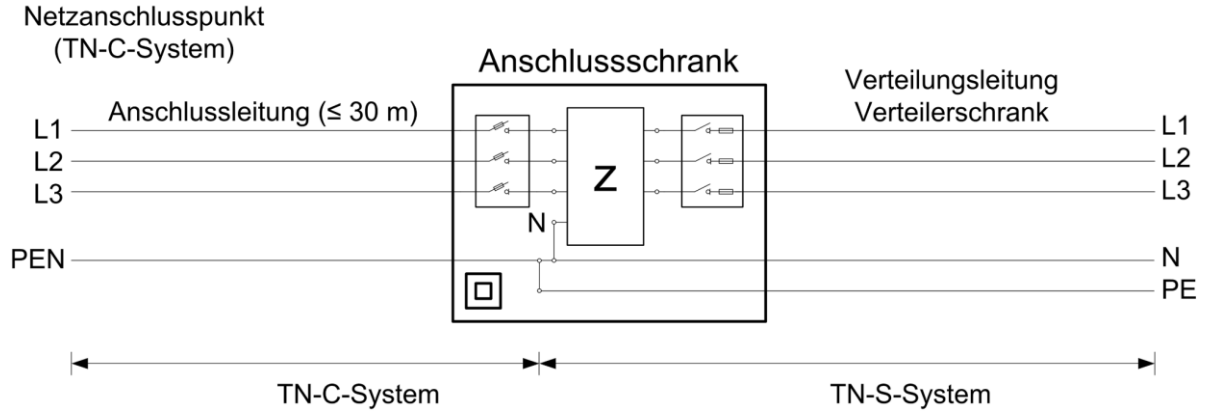 Netzanschlusspunkt
(TN-C-System)
Anschlussschrank
Verteilungsleitung
Verteilerschrank
Anschlussleitung (≤ 30 m)
L1
L1
L2
L2
L3
L3
Z
N
PEN
N
PE
TN-C-System
TN-S-System